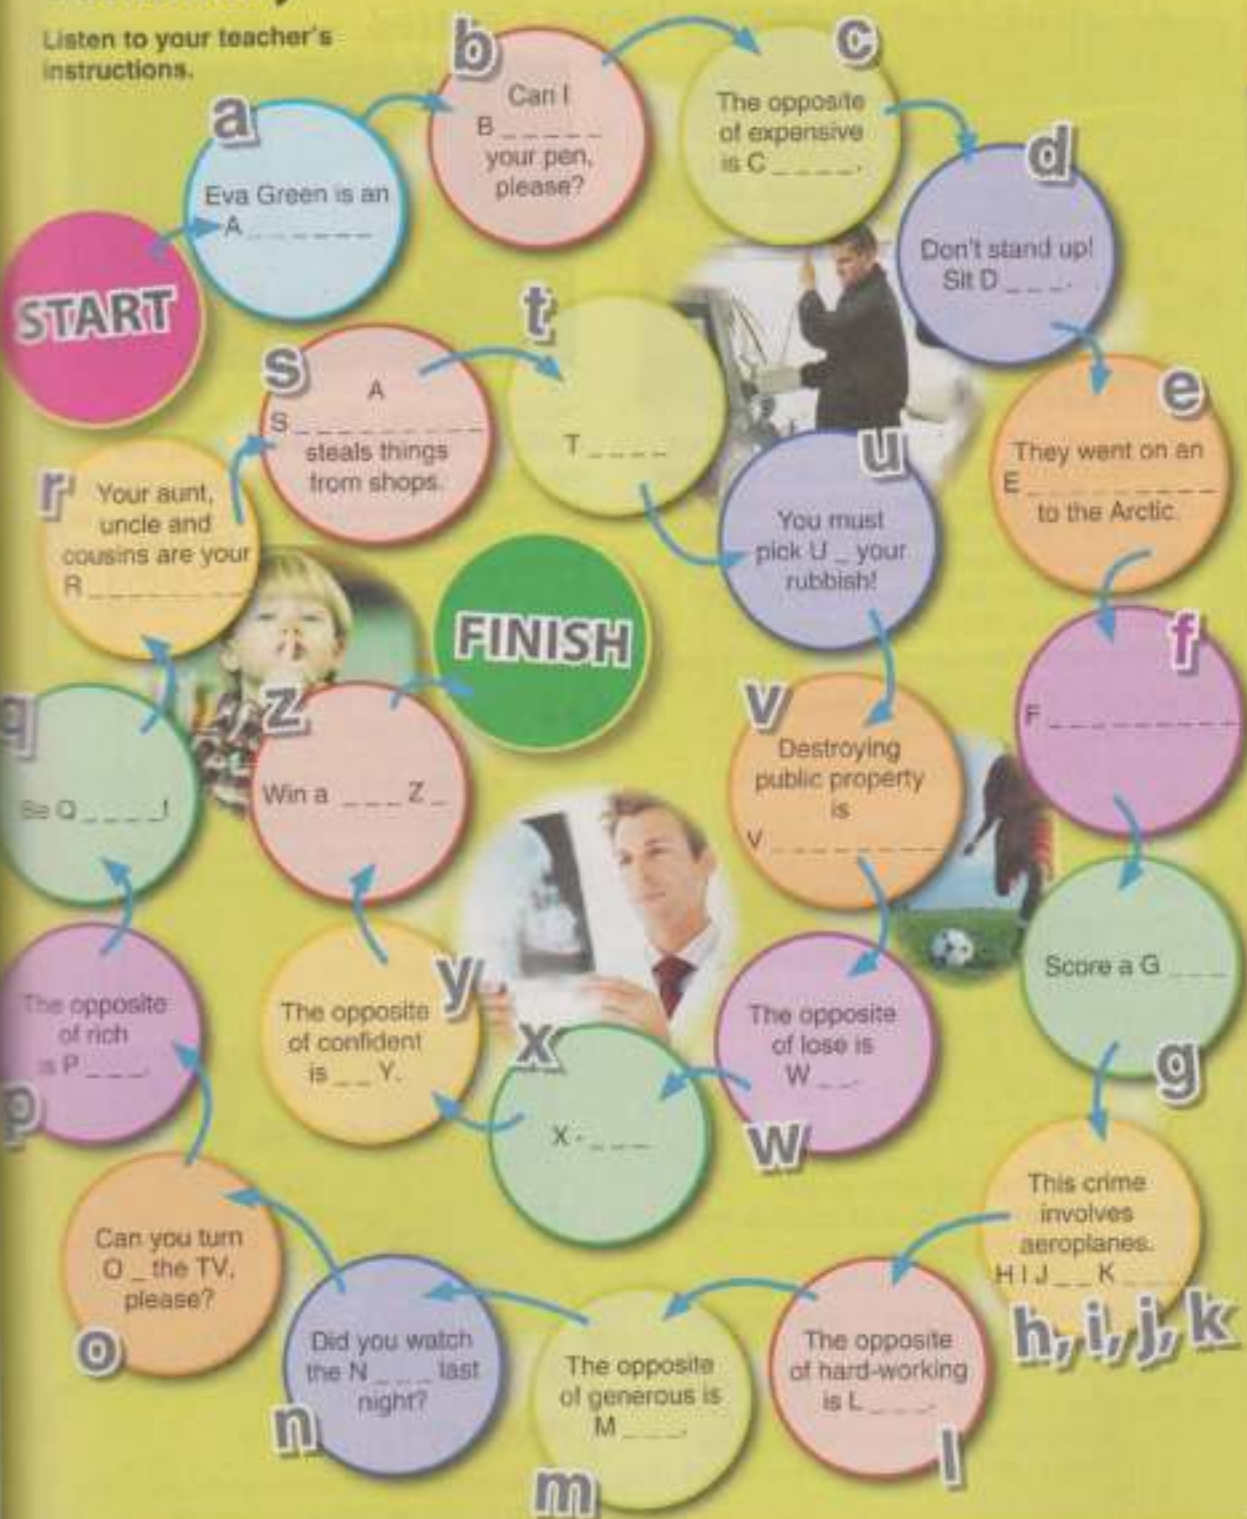 Listen to your teacher's
instructions.
START
a
Eva Green is an
A _ _ _ _ _ _ _
b
Can I
B _ _ _ _ _
your pen,
please?
c
The opposite
of expensive
is C _ _ _ _.
d
Don't stand up!
Sit D _ _ _.
e
They went on an
E _ _ _ _ _ _ _ _ _
to the Arctic.
f
F _ _ _ _ _ _ _ _
g
Score a G _ _ _
h, i, j, k
This crime
involves
aeroplanes.
H I J _ _ K _ _ _
l
The opposite
of hard-working
is L _ _ _.
m
The opposite
of generous is
M _ _ _.
n
Did you watch
the N _ _ _ last
night?
o
Can you turn
O _ the TV,
please?
p
The opposite
of rich
is P _ _ _.
q
Be Q _ _ _ _!
r
Your aunt,
uncle and
cousins are your
R _ _ _ _ _ _ _ _
s
A
S _ _ _ _ _ _ _ _ _
steals things
from shops.
t
T _ _ _ _
u
You must
pick U _ your
rubbish!
v
Destroying
public property
is
V _ _ _ _ _ _ _ _
w
The opposite
of lose is
W _ _.
x
X - _ _ _
y
The opposite
of confident
is _ _ Y.
z
Win a _ _ _ Z _
FINISH